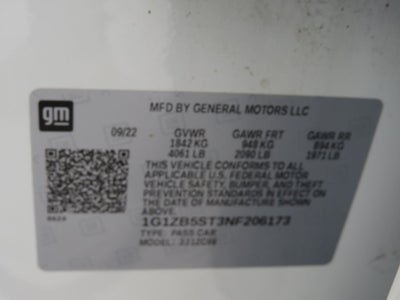 gm
MFD BY GENERAL MOTORS LLC
09/22 GVWR GAWR FRT GAWR RR
1842 KG 948 KG 894 KG
4061 LB 2090 LB 1971 LB
THIS VEHICLE CONFORMS TO ALL
APPLICABLE U.S. FEDERAL MOTOR
VEHICLE SAFETY, BUMPER, AND THEFT
PREVENTION STANDARDS IN EFFECT ON
THE DATE OF MANUFACTURE SHOWN ABOVE.
1G1ZB5ST3NF206173
TYPE: PASS CAR
MODEL: